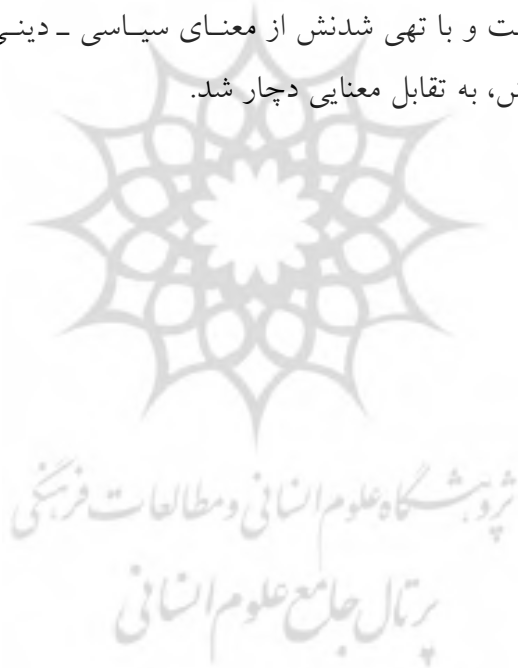 ت و با تهی شدنش از معنای سیاسی ـ دینی
ش، به تقابل معنایی دچار شد.
پژوهشگاه علوم انسانی و مطالعات فرهنگی
پرتال جامع علوم انسانی